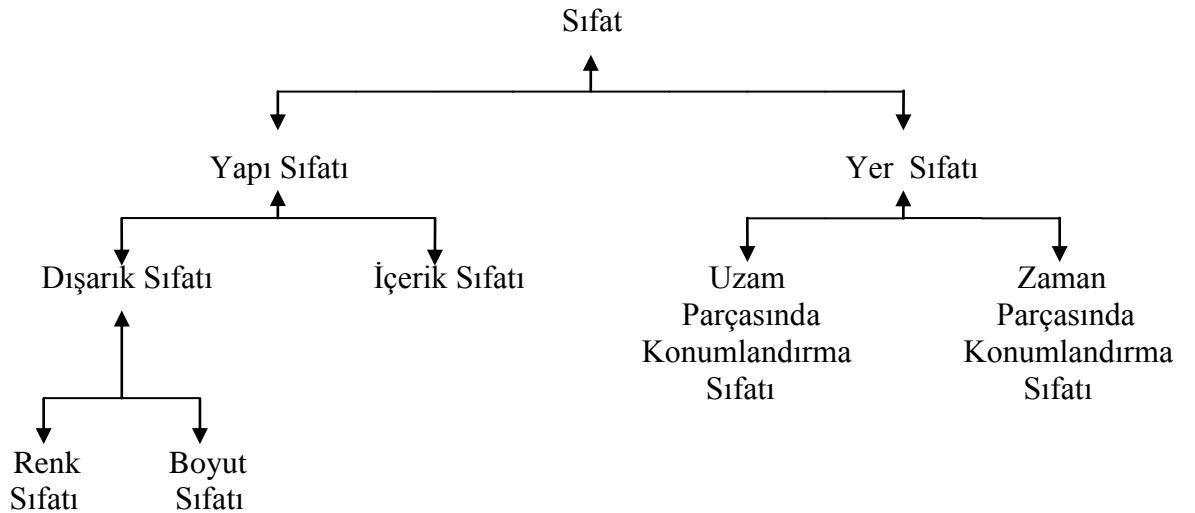 Sıfat
Yapı Sıfatı
Yer Sıfatı
Dışarık Sıfatı
İçerik Sıfatı
Uzam
Parçasında
Konumlandırma
Sıfatı
Zaman
Parçasında
Konumlandırma
Sıfatı
Renk
Sıfatı
Boyut
Sıfatı